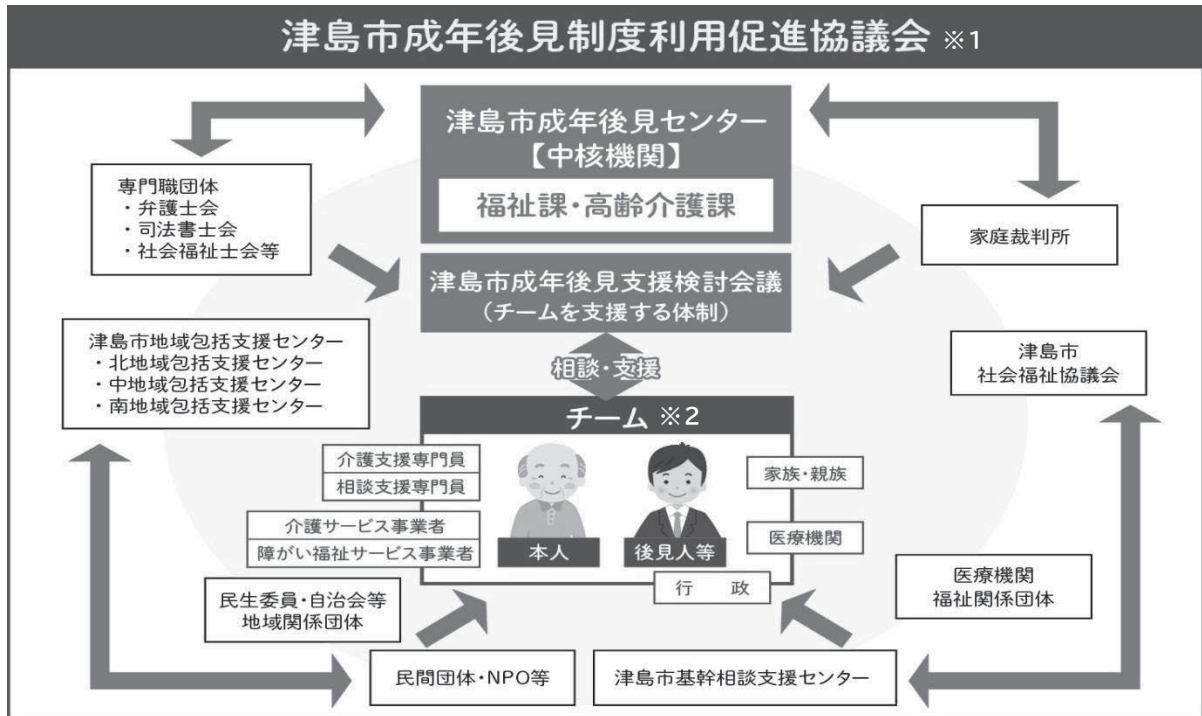 津島市成年後見制度利用促進協議会 ※1
津島市成年後見センター
【中核機関】
福祉課・高齢介護課
専門職団体
・弁護士会
・司法書士会
・社会福祉士会等
家庭裁判所
津島市成年後見支援検討会議
（チームを支援する体制）
相談・支援
津島市地域包括支援センター
・北地域包括支援センター
・中地域包括支援センター
・南地域包括支援センター
津島市
社会福祉協議会
チーム ※2
介護支援専門員
相談支援専門員
介護サービス事業者
障がい福祉サービス事業者
本人
後見人等
家族・親族
医療機関
行 政
民生委員・自治会等
地域関係団体
医療機関
福祉関係団体
民間団体・NPO等
津島市基幹相談支援センター